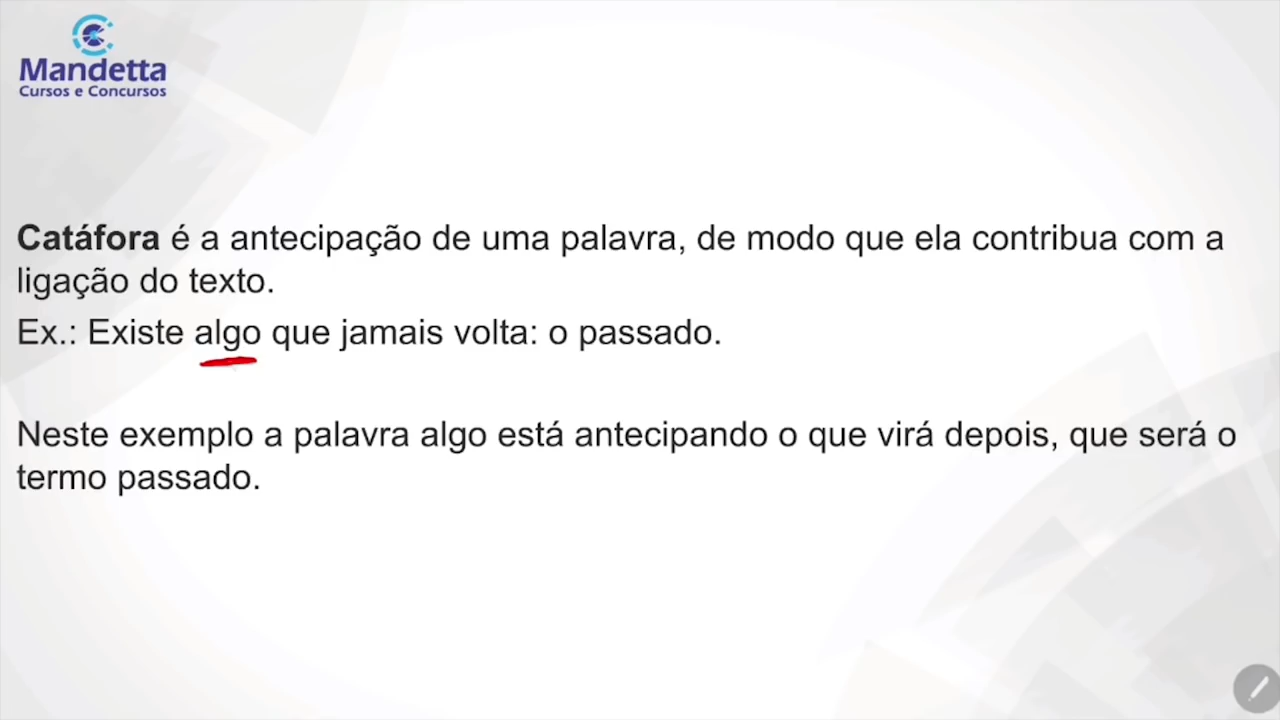 Mandetta
Cursos e Concursos
Catáfora é a antecipação de uma palavra, de modo que ela contribua com a
ligação do texto.
Ex.: Existe algo que jamais volta: o passado.
Neste exemplo a palavra algo está antecipando o que virá depois, que será o
termo passado.